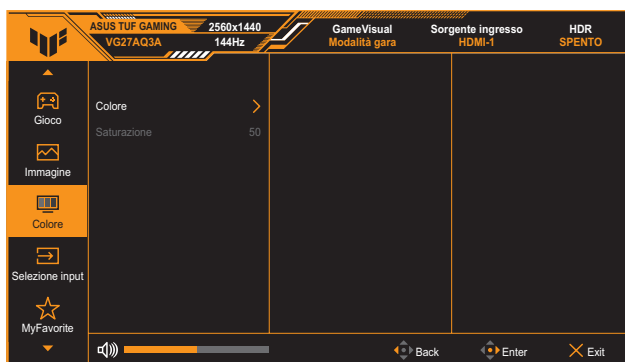 ASUS TUF GAMING 2560x1440 GameVisual Sorgente ingresso HDR
VG27AQ3A 144Hz Modalità gara HDMI-1 SPENTO
Gioco
Colore
Saturazione 50
Immagine
Colore
Selezione input
MyFavorite
Back Enter Exit